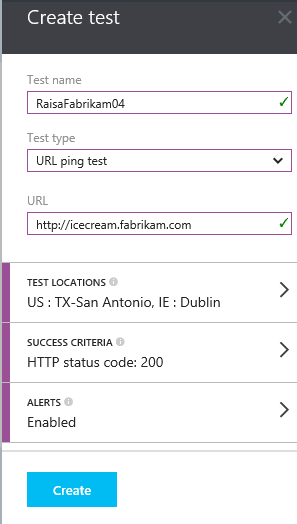 Create test
Test name
RaisaFabrikam04
Test type
URL ping test
URL
http://icecream.fabrikam.com
TEST LOCATIONS
US : TX-San Antonio, IE : Dublin
SUCCESS CRITERIA
HTTP status code: 200
ALERTS
Enabled
Create